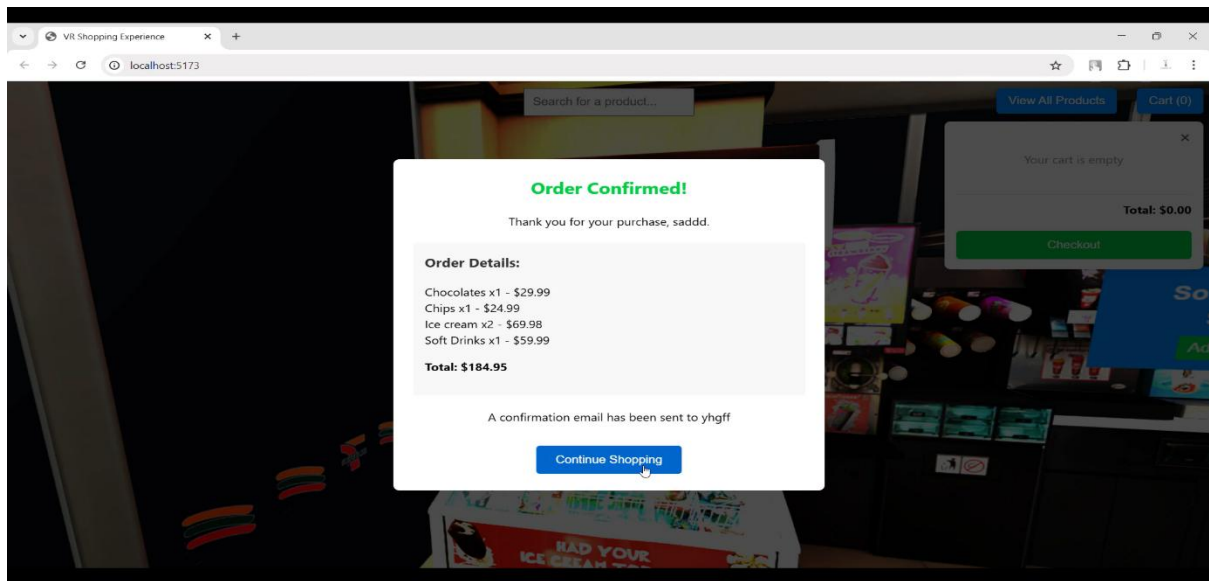 VR Shopping Experience
localhost:5173
Search for a product...
View All Products
Cart (0)
Your cart is empty
Total: $0.00
Checkout
Order Confirmed!
Thank you for your purchase, saddd.
Order Details:
Chocolates x1 - $29.99
Chips x1 - $24.99
Ice cream x2 - $69.98
Soft Drinks x1 - $59.99
Total: $184.95
A confirmation email has been sent to yhgff
Continue Shopping
So
Ad
HAD YOUR
ICE CREAM